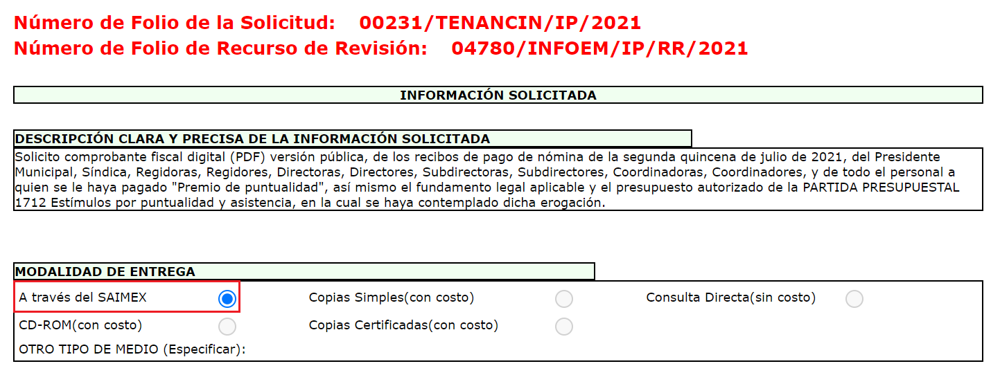 Número de Folio de la Solicitud: 00231/TENANCIN/IP/2021
Número de Folio de Recurso de Revisión: 04780/INFOEM/IP/RR/2021
INFORMACIÓN SOLICITADA
DESCRIPCIÓN CLARA Y PRECISA DE LA INFORMACIÓN SOLICITADA
Solicito comprobante fiscal digital (PDF) versión pública, de los recibos de pago de nómina de la segunda quincena de julio de 2021, del Presidente
Municipal, Síndica, Regidoras, Regidores, Directoras, Directores, Subdirectoras, Subdirectores, Coordinadoras, Coordinadores, y de todo el personal a
quien se le haya pagado "Premio de puntualidad", así mismo el fundamento legal aplicable y el presupuesto autorizado de la PARTIDA PRESUPUESTAL
1712 Estímulos por puntualidad y asistencia, en la cual se haya contemplado dicha erogación.
MODALIDAD DE ENTREGA
A través del SAIMEX Copias Simples(con costo) Consulta Directa(sin costo)
CD-ROM(con costo) Copias Certificadas(con costo)
OTRO TIPO DE MEDIO (Especificar):